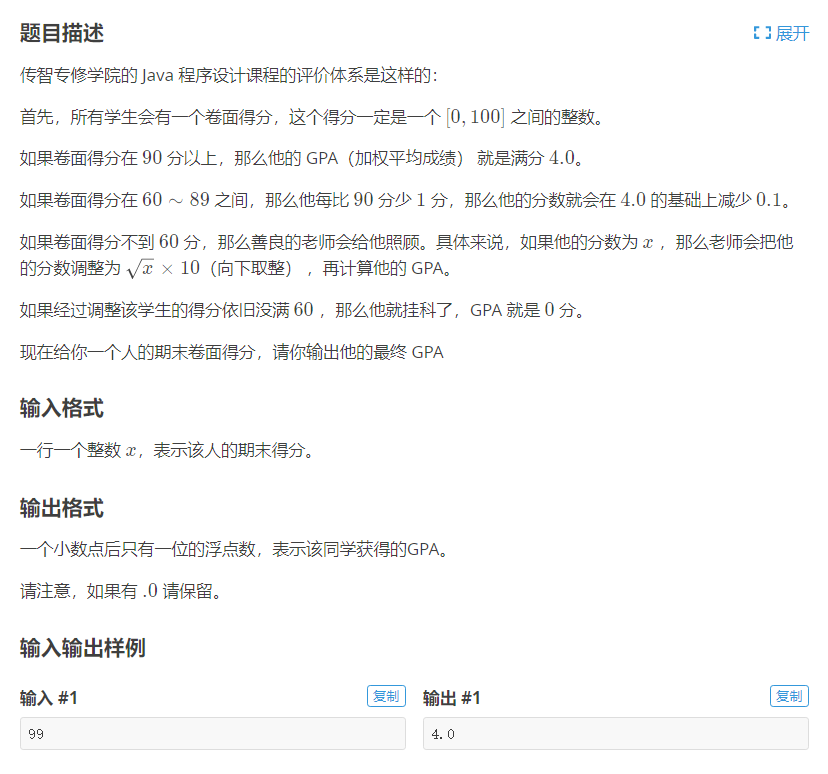 题目描述
展开
传智专修学院的 Java 程序设计课程的评价体系是这样的：
首先，所有学生会有一个卷面得分，这个得分一定是一个 [0, 100] 之间的整数。
如果卷面得分在 90 分以上，那么他的 GPA（加权平均成绩） 就是满分 4.0。
如果卷面得分在 60 ∼ 89 之间，那么他每比 90 分少 1 分，那么他的分数就会在 4.0 的基础上减少 0.1。
如果卷面得分不到 60 分，那么善良的老师会给他照顾。具体来说，如果他的分数为 x ，那么老师会把他
的分数调整为 √x × 10（向下取整） ，再计算他的 GPA。
如果经过调整该学生的得分依旧没满 60 ，那么他就挂科了，GPA 就是 0 分。
现在给你一个人的期末卷面得分，请你输出他的最终 GPA
输入格式
一行一个整数 x，表示该人的期末得分。
输出格式
一个小数点后只有一位的浮点数，表示该同学获得的GPA。
请注意，如果有 .0 请保留。
输入输出样例
输入 #1
复制
99
输出 #1
复制
4.0